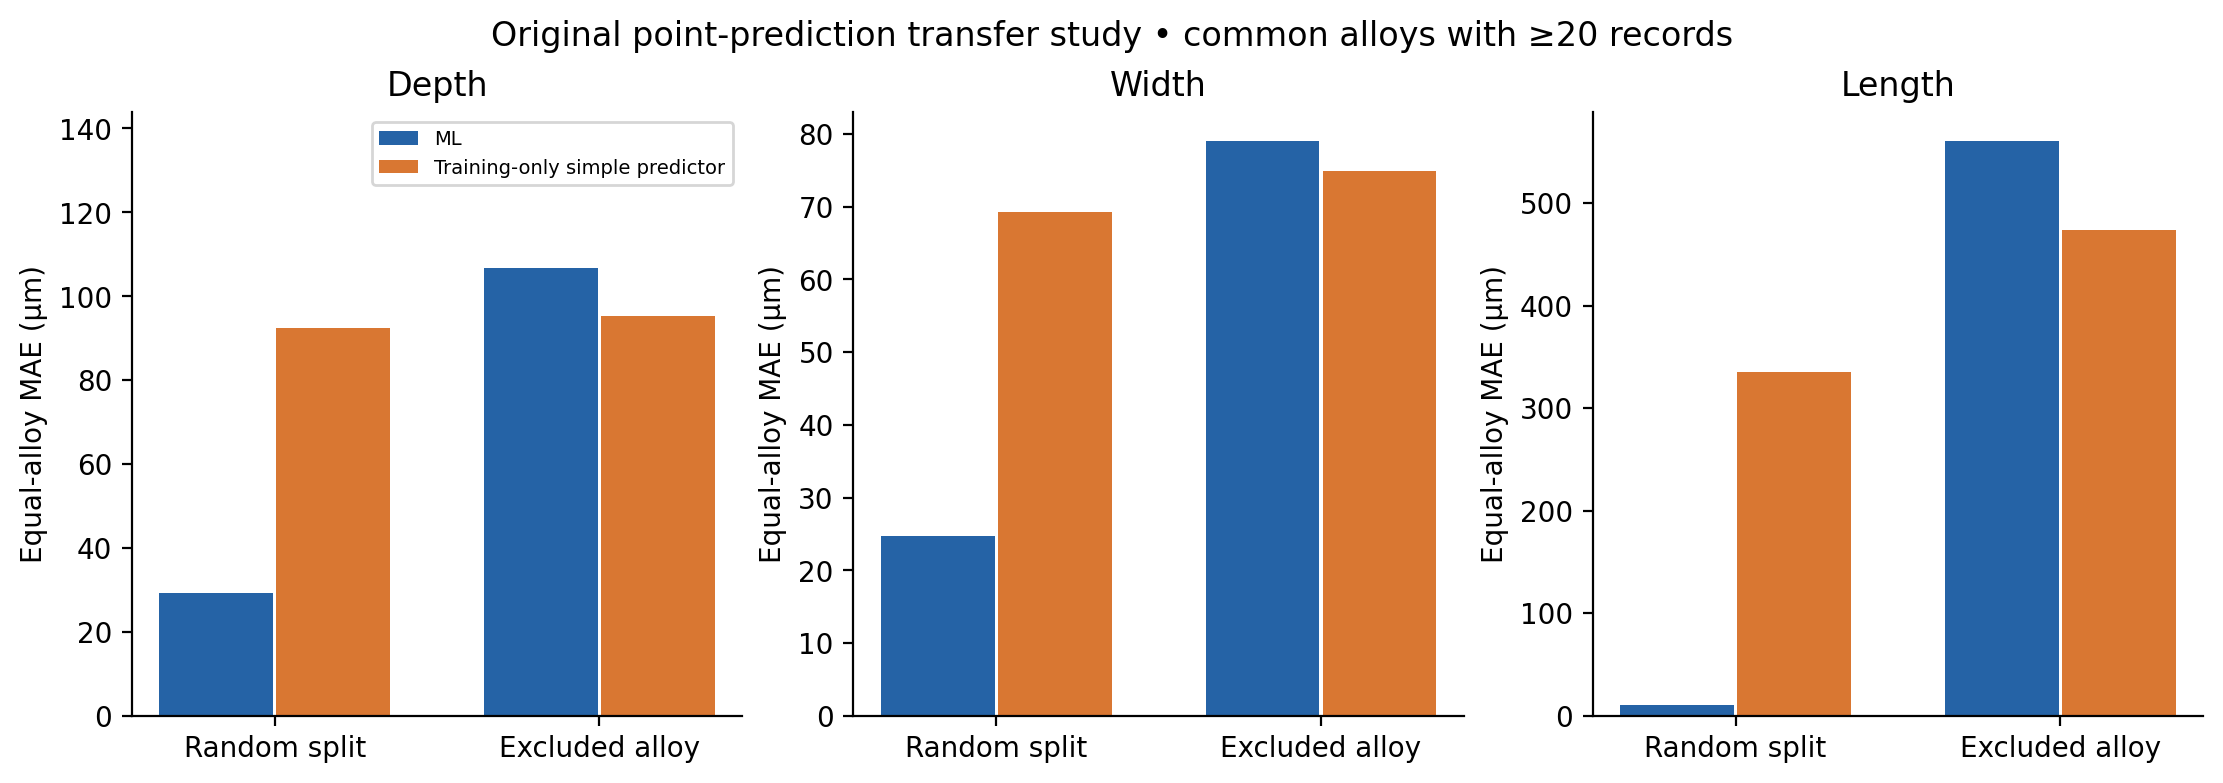 Original point-prediction transfer study • common alloys with ≥20 records
Depth
Equal-alloy MAE (μm)
140
120
100
80
60
40
20
0
ML
Training-only simple predictor
Random split
Excluded alloy
Width
Equal-alloy MAE (μm)
80
70
60
50
40
30
20
10
0
Random split
Excluded alloy
Length
Equal-alloy MAE (μm)
500
400
300
200
100
0
Random split
Excluded alloy